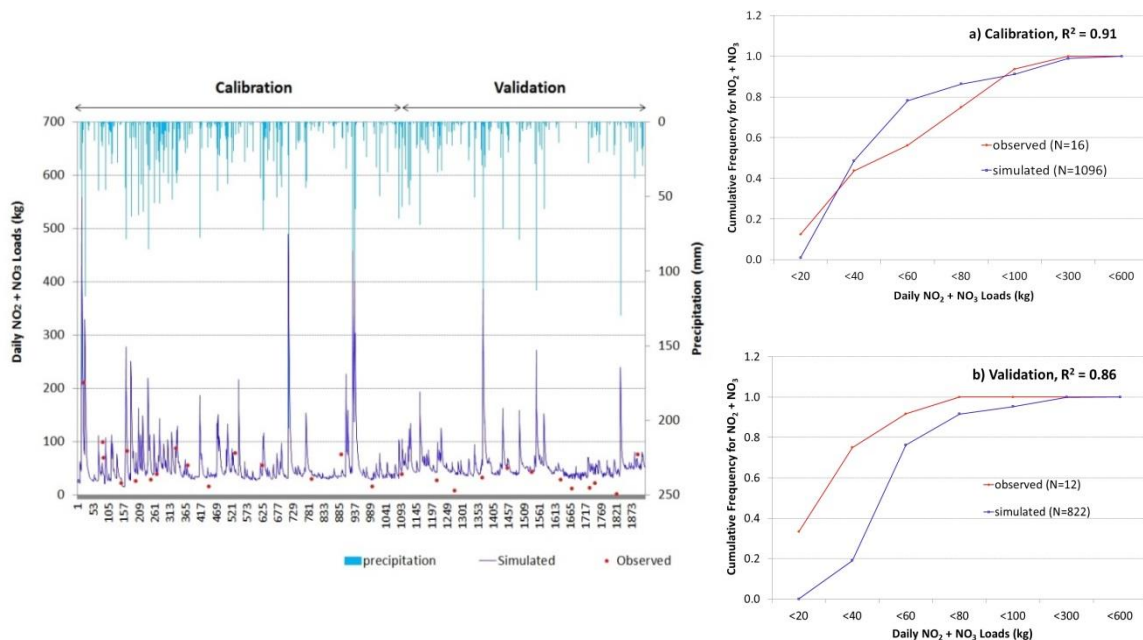 Calibration Validation
Daily NO2 + NO3 Loads (kg)
700
600
500
400
300
200
100
0
Precipitation (mm)
0
50
100
150
200
250
1 53 105 157 209 261 313 365 417 469 521 573 625 677 729 781 833 885 937 989 1041 1093 1145 1197 1249 1301 1353 1405 1457 1509 1561 1613 1665 1717 1769 1821 1873
precipitation Simulated Observed
a) Calibration, R² = 0.91
Cumulative Frequency for NO₂ + NO₃
1.0
0.8
0.6
0.4
0.2
0.0
observed (N=16)
simulated (N=1096)
<20 <40 <60 <80 <100 <300 <600
Daily NO₂ + NO₃ Loads (kg)
b) Validation, R² = 0.86
Cumulative Frequency for NO₂ + NO₃
1.0
0.8
0.6
0.4
0.2
0.0
observed (N=12)
simulated (N=822)
<20 <40 <60 <80 <100 <300 <600
Daily NO₂ + NO₃ Loads (kg)